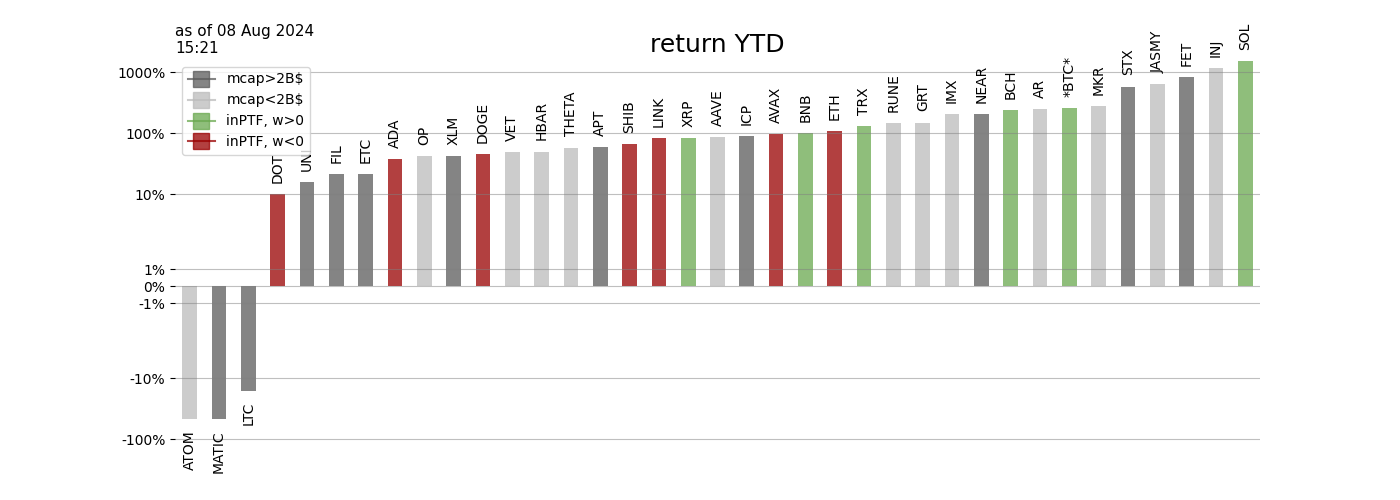 as of 08 Aug 2024
15:21
return YTD
mcap>2B$
mcap<2B$
inPTF, w>0
inPTF, w<0
1000%
100%
10%
1%
0%
-1%
-10%
-100%
ATOM
MATIC
LTC
DOT
UN
FIL
ETC
ADA
OP
XLM
DOGE
VET
HBAR
THETA
APT
SHIB
LINK
XRP
AAVE
ICP
AVAX
BNB
ETH
TRX
RUNE
GRT
IMX
NEAR
BCH
AR
*BTC*
MKR
STX
JASMY
FET
INJ
SOL